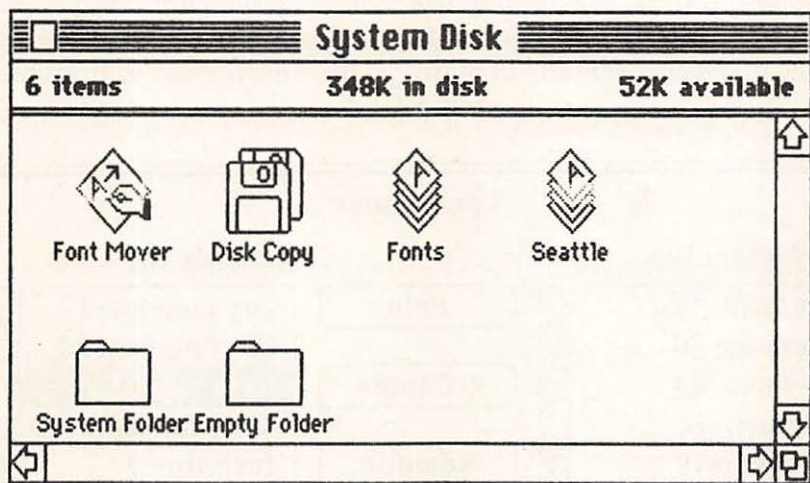 System Disk
6 items 348K in disk 52K available
Font Mover Disk Copy Fonts Seattle
System Folder Empty Folder